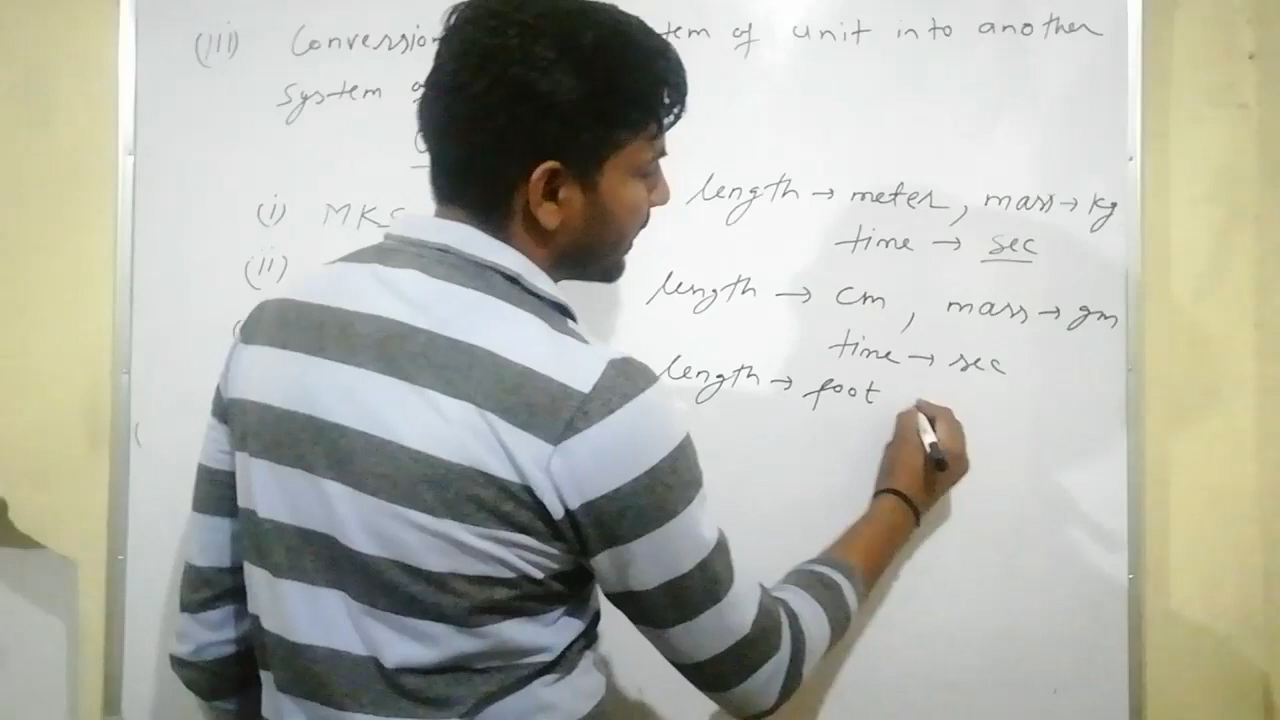 (iii) Conversion tem of unit into another
system
(i) MKS length → meter, mass → kg
time → sec
(ii) length → cm, mass → gm
time → sec
length → foot